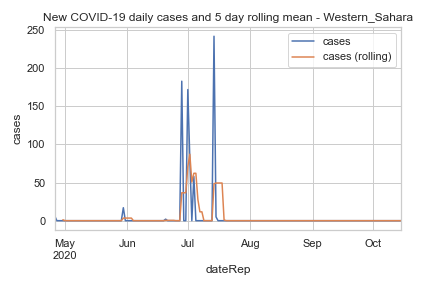 New COVID-19 daily cases and 5 day rolling mean - Western_Sahara
250
200
150
100
50
0
cases
cases
cases (rolling)
May
2020
Jun
Jul
Aug
Sep
Oct
dateRep